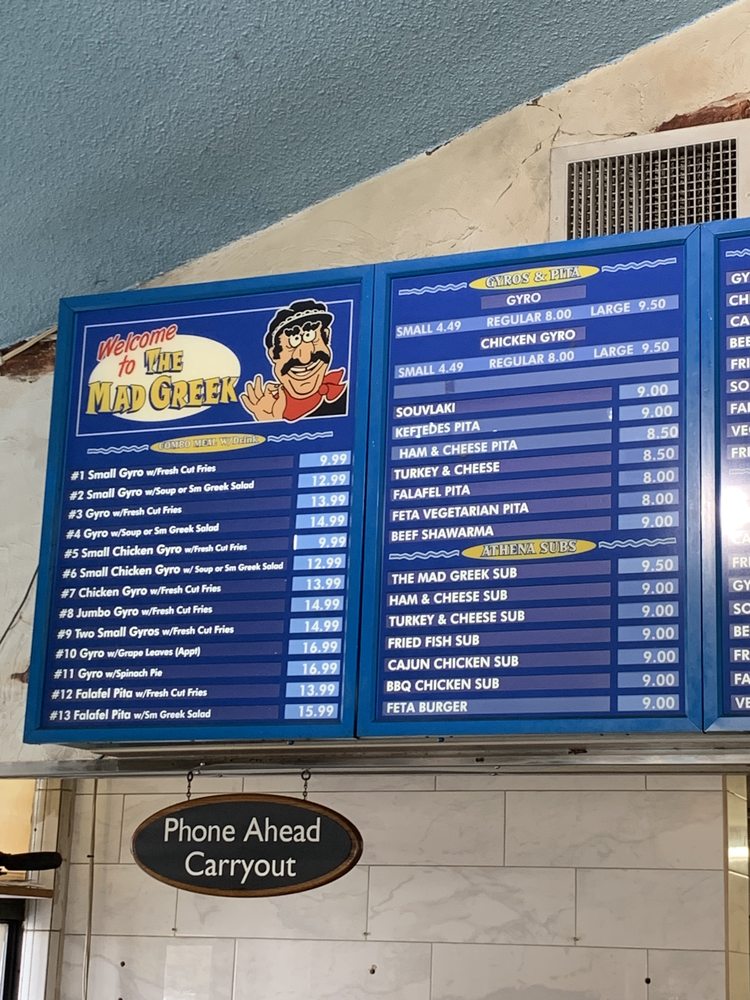 Welcome
to THE
MAD GREEK
COMBO MEAL W/Drink
#1 Small Gyro w/Fresh Cut Fries 9.99
#2 Small Gyro w/Soup or Sm Greek Salad 12.99
#3 Gyro w/Fresh Cut Fries 13.99
#4 Gyro w/Soup or Sm Greek Salad 14.99
#5 Small Chicken Gyro w/Fresh Cut Fries 9.99
#6 Small Chicken Gyro w/ Soup or Sm Greek Salad 12.99
#7 Chicken Gyro w/Fresh Cut Fries 13.99
#8 Jumbo Gyro w/Fresh Cut Fries 14.99
#9 Two Small Gyros w/Fresh Cut Fries 14.99
#10 Gyro w/Grape Leaves (Appt) 16.99
#11 Gyro w/Spinach Pie 16.99
#12 Falafel Pita w/Fresh Cut Fries 13.99
#13 Falafel Pita w/Sm Greek Salad 15.99
GYROS & PITA
GYRO
SMALL 4.49 REGULAR 8.00 LARGE 9.50
CHICKEN GYRO
SMALL 4.49 REGULAR 8.00 LARGE 9.50
SOUVLAKI 9.00
KEFTEDES PITA 9.00
HAM & CHEESE PITA 8.50
TURKEY & CHEESE 8.50
FALAFEL PITA 8.00
FETA VEGETARIAN PITA 8.00
BEEF SHAWARMA 9.00
ATHENA SUBS
THE MAD GREEK SUB 9.50
HAM & CHEESE SUB 9.00
TURKEY & CHEESE SUB 9.00
FRIED FISH SUB 9.00
CAJUN CHICKEN SUB 9.00
BBQ CHICKEN SUB 9.00
FETA BURGER 9.00
Phone Ahead
Carryout